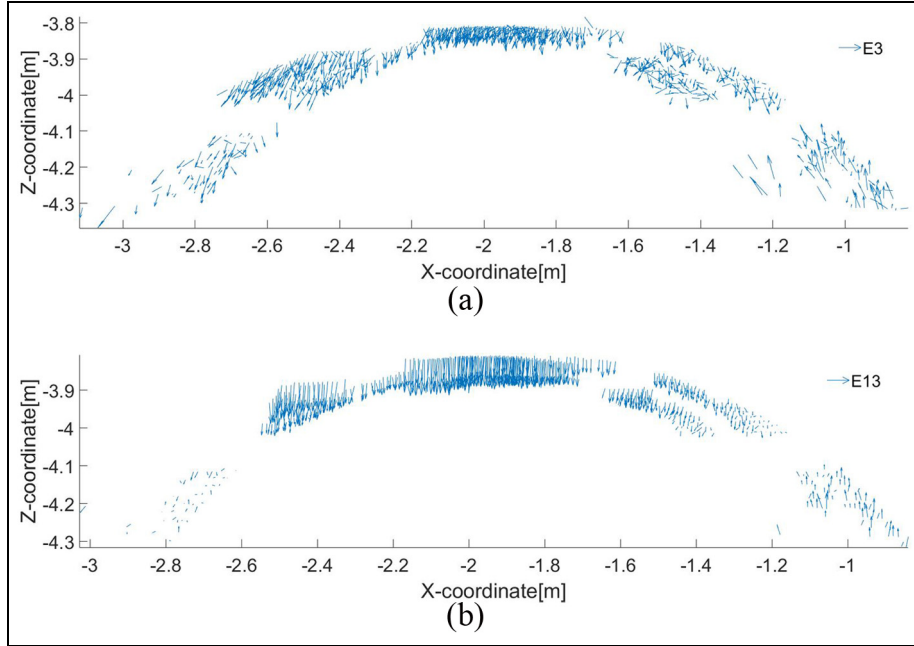 -3.8
-3.9
-4
-4.1
-4.2
-4.3
Z-coordinate[m]
E3
-3 -2.8 -2.6 -2.4 -2.2 -2 -1.8 -1.6 -1.4 -1.2 -1
X-coordinate[m]
(a)
-3.9
-4
-4.1
-4.2
-4.3
Z-coordinate[m]
E13
-3 -2.8 -2.6 -2.4 -2.2 -2 -1.8 -1.6 -1.4 -1.2 -1
X-coordinate[m]
(b)